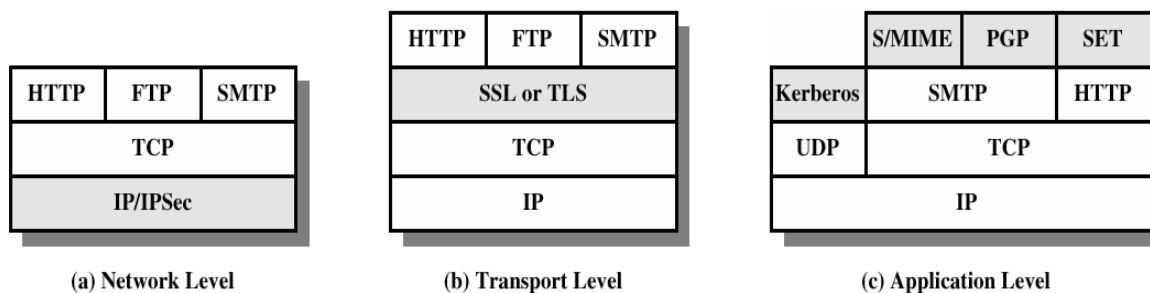 HTTP FTP SMTP
TCP
IP/IPSec
(a) Network Level
HTTP FTP SMTP
SSL or TLS
TCP
IP
(b) Transport Level
S/MIME PGP SET
Kerberos SMTP HTTP
UDP TCP
IP
(c) Application Level